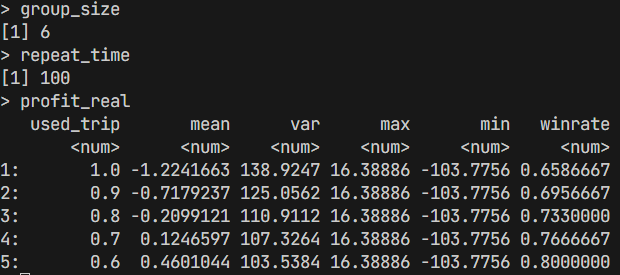 > group_size
[1] 6
> repeat_time
[1] 100
> profit_real
used_trip mean var max min winrate
<num> <num> <num> <num> <num> <num>
1: 1.0 -1.2241663 138.9247 16.38886 -103.7756 0.6586667
2: 0.9 -0.7179237 125.0562 16.38886 -103.7756 0.6956667
3: 0.8 -0.2099121 110.9112 16.38886 -103.7756 0.7330000
4: 0.7 0.1246597 107.3264 16.38886 -103.7756 0.7666667
5: 0.6 0.4601044 103.5384 16.38886 -103.7756 0.8000000